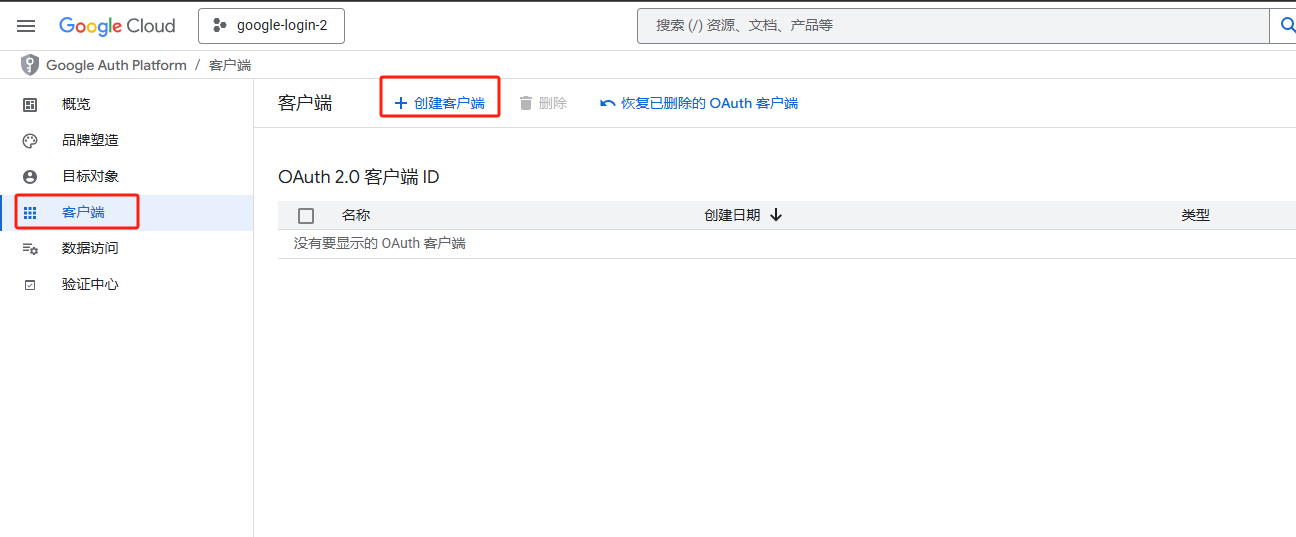 Google Cloud google-login-2 搜索 (/) 资源、文档、产品等
Google Auth Platform / 客户端
概览
品牌塑造
目标对象
客户端
数据访问
验证中心
客户端 + 创建客户端 删除 恢复已删除的 OAuth 客户端
OAuth 2.0 客户端 ID
名称 创建日期 ↓ 类型
没有要显示的 OAuth 客户端